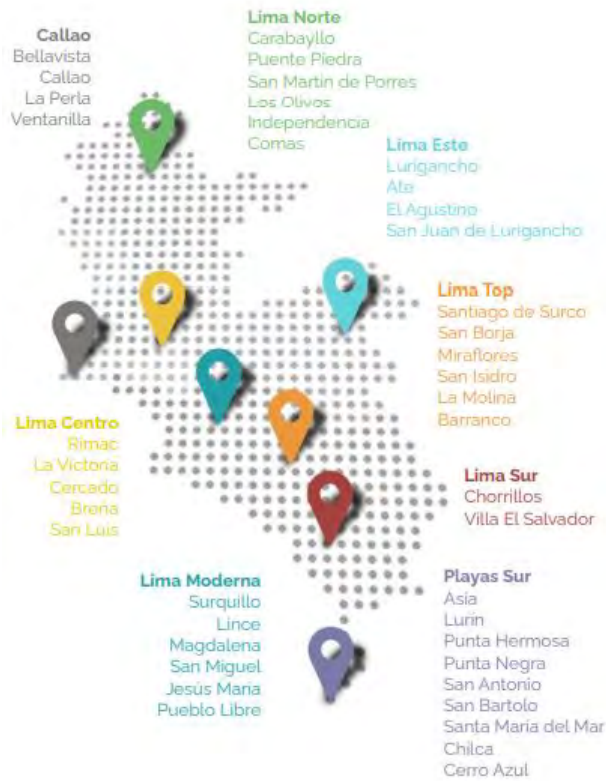 Callao
Bellavista
Callao
La Perla
Ventanilla
Lima Norte
Carabayllo
Puente Piedra
San Martin de Porres
Los Olivos
Independencia
Comas
Lima Este
Lurigancho
Ate
El Agustino
San Juan de Lurigancho
Lima Top
Santiago de Surco
San Borja
Miraflores
San Isidro
La Molina
Barranco
Lima Centro
Rimac
La Victoria
Cercado
Breña
San Luis
Lima Sur
Chorrillos
Villa El Salvador
Lima Moderna
Surquillo
Lince
Magdalena
San Miguel
Jesús María
Pueblo Libre
Playas Sur
Asia
Lurin
Punta Hermosa
Punta Negra
San Antonio
San Bartolo
Santa Maria del Mar
Chilca
Cerro Azul